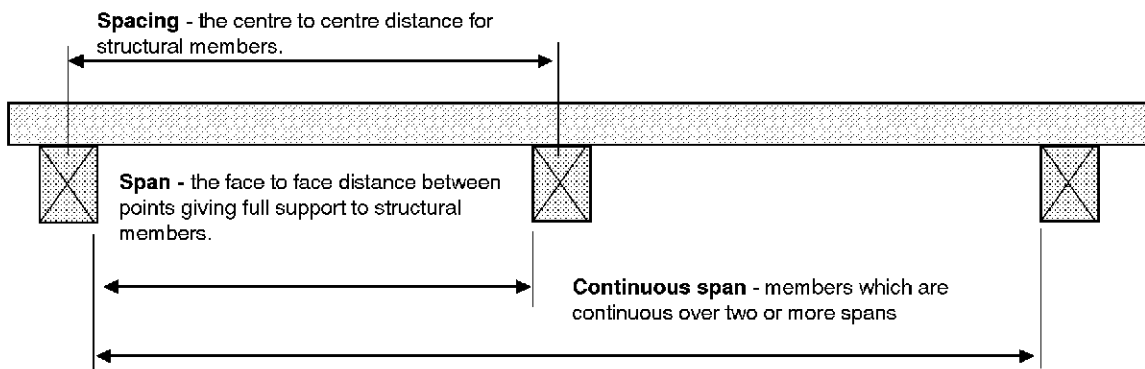 Spacing - the centre to centre distance for
structural members.
Span - the face to face distance between
points giving full support to structural
members.
Continuous span - members which are
continuous over two or more spans